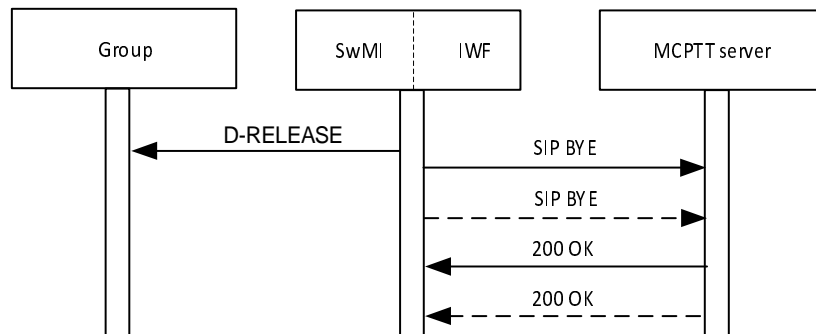 Group
SwMI
IWF
MCPTT server
D-RELEASE
SIP BYE
SIP BYE
200 OK
200 OK